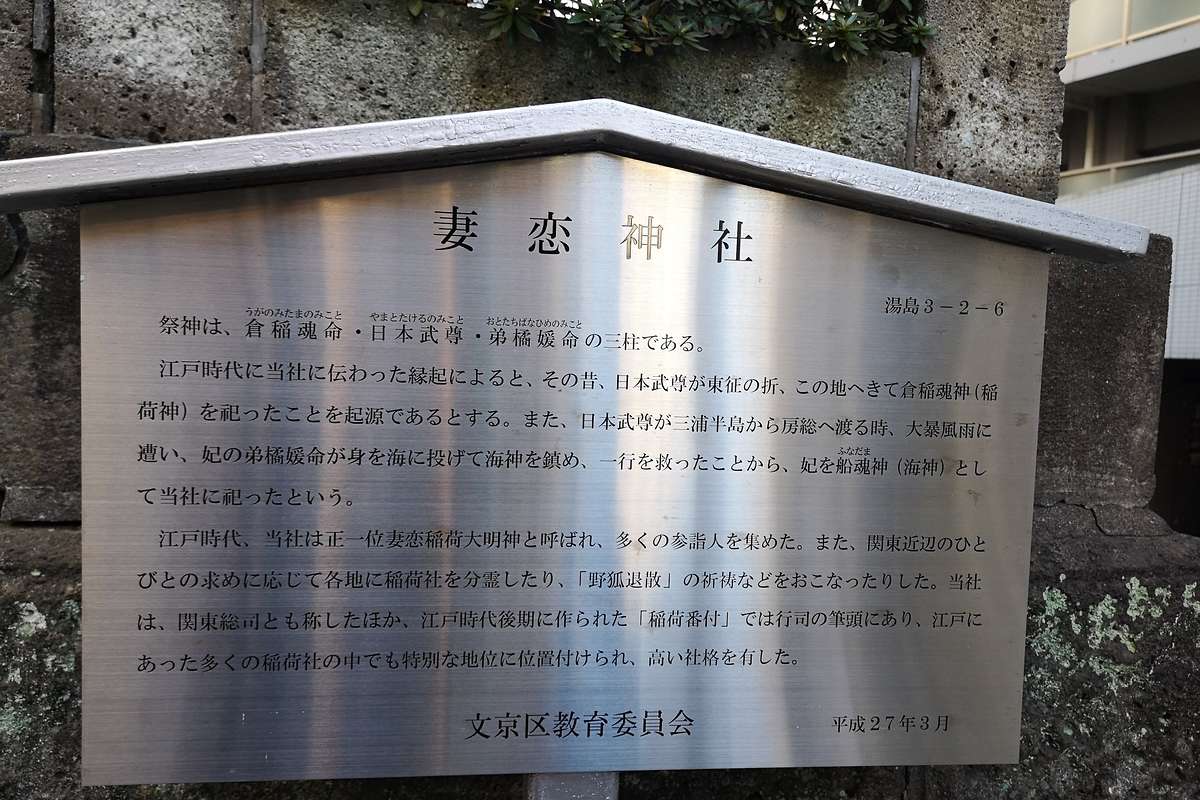 妻恋神社
湯島３－２－６
祭神は、倉稲魂命・日本武尊・弟橘媛命の三柱である。
うがのみたまのみこと やまとたけるのみこと おとたちばなひめのみこと
江戸時代に当社に伝わった縁起によると、その昔、日本武尊が東征の折、この地へきて倉稲魂神（稲
荷神）を祀ったことを起源であるとする。また、日本武尊が三浦半島から房総へ渡る時、大暴風雨に
遭い、妃の弟橘媛命が身を海に投げて海神を鎮め、一行を救ったことから、妃を船魂神（海神）とし
ふなだま
て当社に祀ったという。
江戸時代、当社は正一位妻恋稲荷大明神と呼ばれ、多くの参詣人を集めた。また、関東近辺のひと
びとの求めに応じて各地に稲荷社を分霊したり、「野狐退散」の祈祷などをおこなったりした。当社
は、関東総司とも称したほか、江戸時代後期に作られた「稲荷番付」では行司の筆頭にあり、江戸に
あった多くの稲荷社の中でも特別な地位に位置付けられ、高い社格を有した。
文京区教育委員会
平成２７年３月